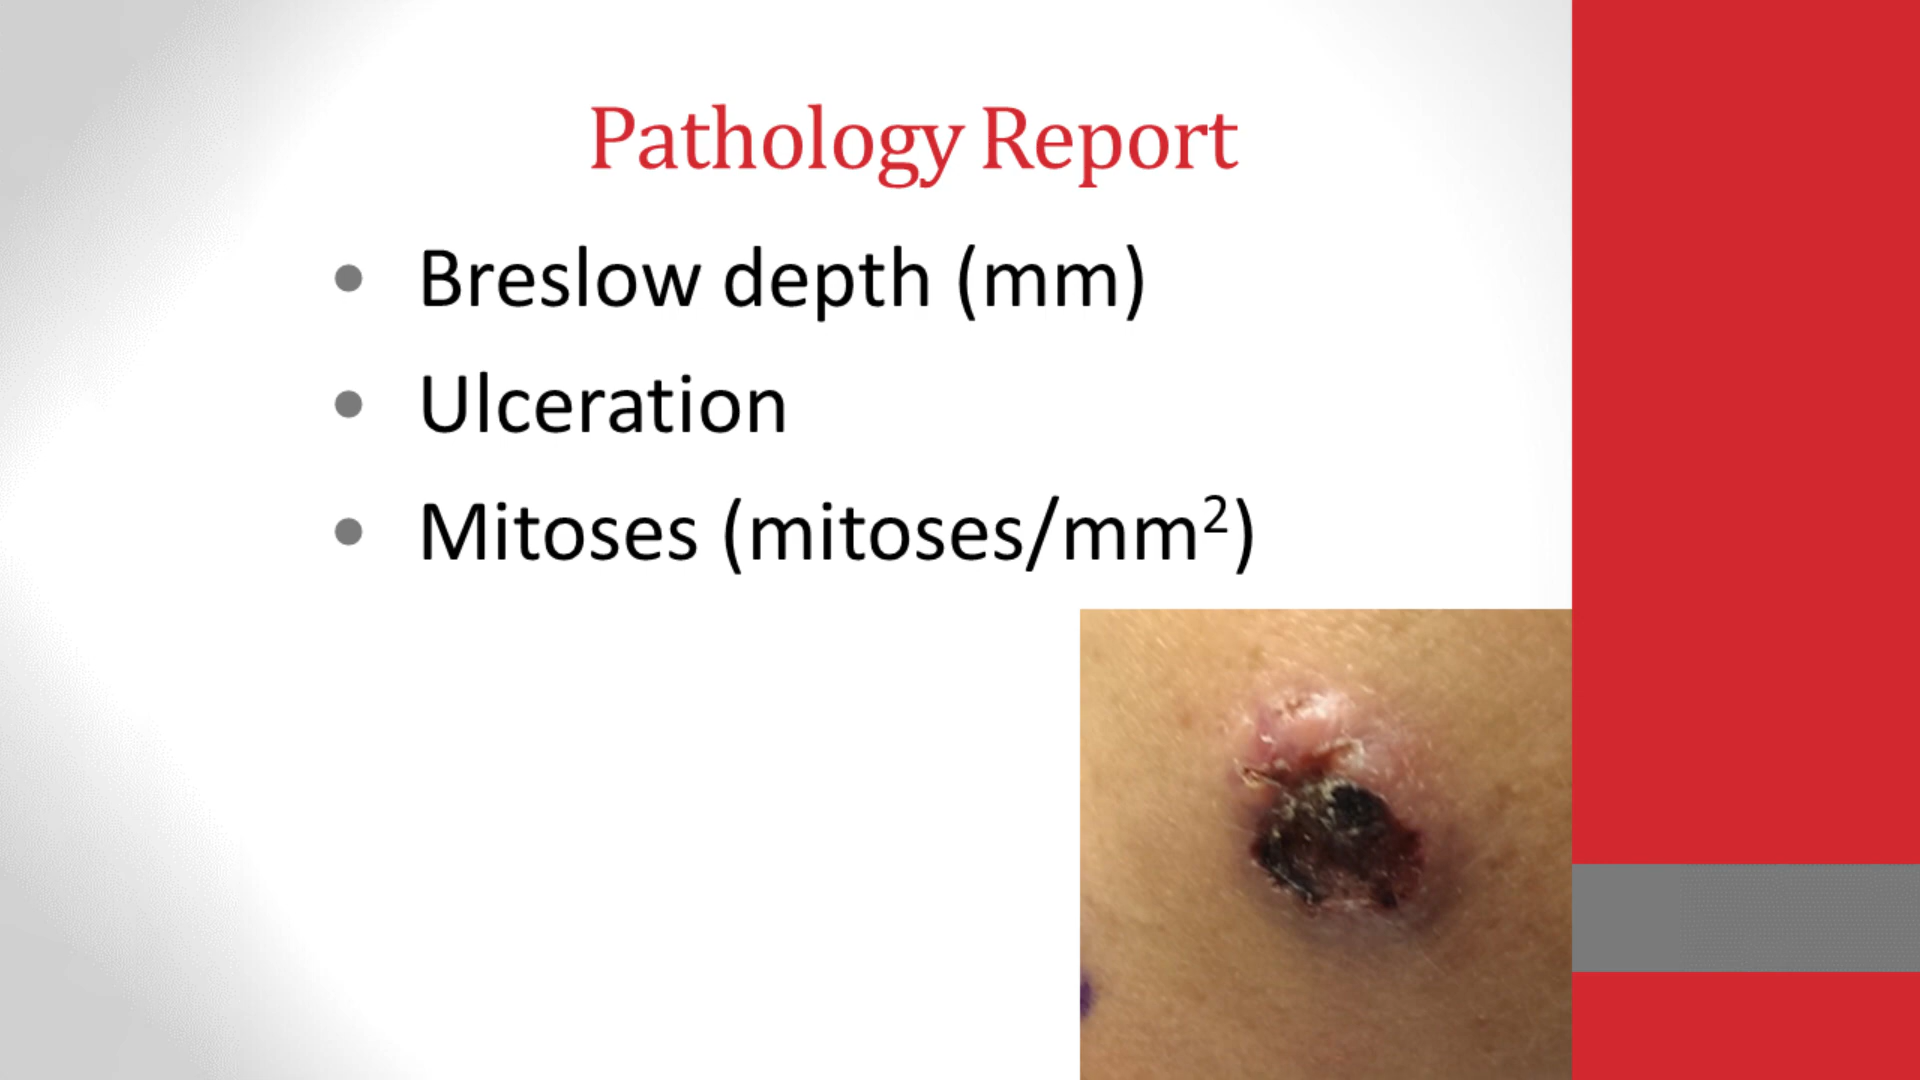 Pathology Report
• Breslow depth (mm)
• Ulceration
• Mitoses (mitoses/mm²)